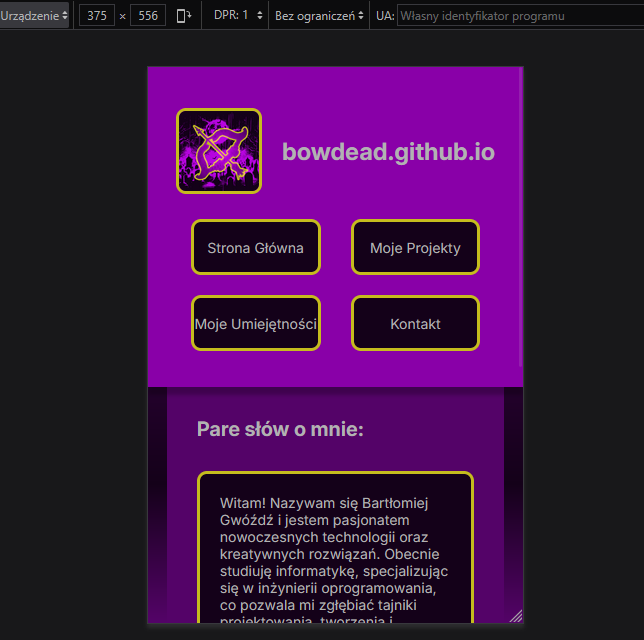 Urządzenie
375 × 556
DPR: 1
Bez ograniczeń
UA: Własny identyfikator programu
bowdead.github.io
Strona Główna
Moje Projekty
Moje Umiejętności
Kontakt
Pare słów o mnie:
Witam! Nazywam się Bartłomiej
Gwóźdź i jestem pasjonatem
nowoczesnych technologii oraz
kreatywnych rozwiązań. Obecnie
studiuję informatykę, specjalizując
się w inżynierii oprogramowania,
co pozwala mi zgłębiać tajniki
projektowania, tworzenia i